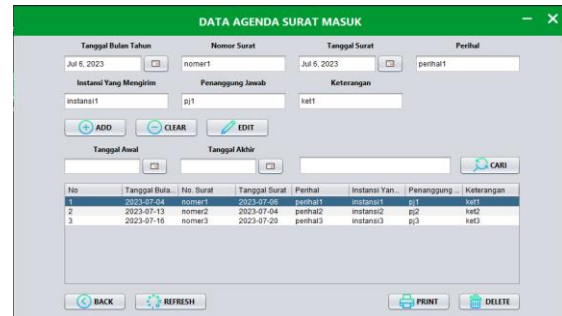 DATA AGENDA SURAT MASUK
Tanggal Bulan Tahun Nomor Surat Tanggal Surat Perihal
Jul 6, 2023 nomer1 Jul 6, 2023 perihal1
Instansi Yang Mengirim Penanggung Jawab Keterangan
instansi1 pj1 ket1
ADD CLEAR EDIT
Tanggal Awal Tanggal Akhir
CARI
No Tanggal Bula... No. Surat Tanggal Surat Perihal Instansi Yan... Penanggung ... Keterangan
1 2023-07-04 nomer1 2023-07-06 perihal1 instansi1 pj1 ket1
2 2023-07-13 nomer2 2023-07-04 perihal2 instansi2 pj2 ket2
3 2023-07-16 nomer3 2023-07-20 perihal3 instansi3 pj3 ket3
BACK REFRESH PRINT DELETE